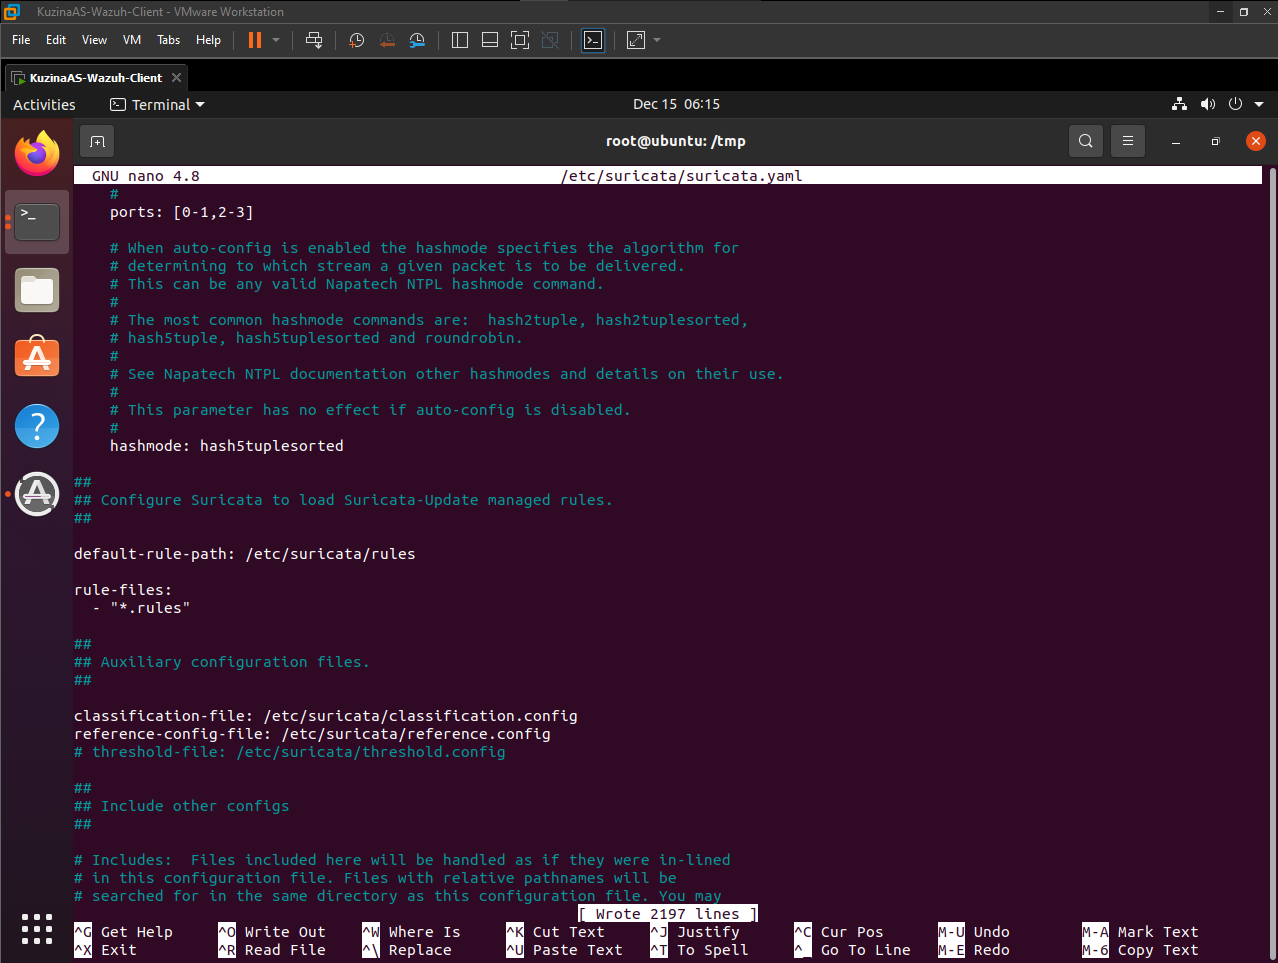 KuzinaAS-Wazuh-Client - VMware Workstation
File Edit View VM Tabs Help
KuzinaAS-Wazuh-Client
Activities Terminal Dec 15 06:15
root@ubuntu: /tmp
GNU nano 4.8 /etc/suricata/suricata.yaml
#
ports: [0-1,2-3]
# When auto-config is enabled the hashmode specifies the algorithm for
# determining to which stream a given packet is to be delivered.
# This can be any valid Napatech NTPL hashmode command.
#
# The most common hashmode commands are:  hash2tuple, hash2tuplesorted,
# hash5tuple, hash5tuplesorted and roundrobin.
#
# See Napatech NTPL documentation other hashmodes and details on their use.
#
# This parameter has no effect if auto-config is disabled.
#
hashmode: hash5tuplesorted
##
## Configure Suricata to load Suricata-Update managed rules.
##
default-rule-path: /etc/suricata/rules
rule-files:
- "*.rules"
##
## Auxiliary configuration files.
##
classification-file: /etc/suricata/classification.config
reference-config-file: /etc/suricata/reference.config
# threshold-file: /etc/suricata/threshold.config
##
## Include other configs
##
# Includes:  Files included here will be handled as if they were in-lined
# in this configuration file. Files with relative pathnames will be
# searched for in the same directory as this configuration file. You may
[ Wrote 2197 lines ]
^G Get Help ^O Write Out ^W Where Is ^K Cut Text ^J Justify ^C Cur Pos M-U Undo M-A Mark Text
^X Exit ^R Read File ^\ Replace ^U Paste Text ^T To Spell ^_ Go To Line M-E Redo M-6 Copy Text